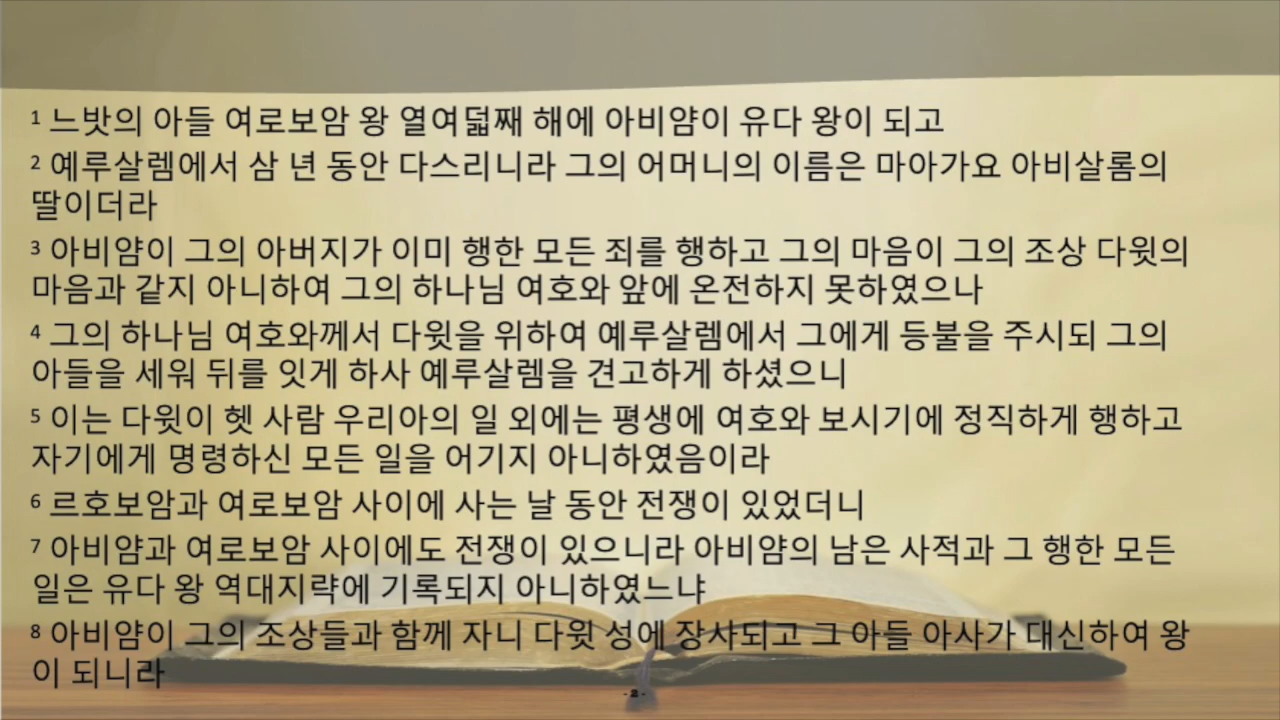 1 느밧의 아들 여로보암 왕 열여덟째 해에 아비얌이 유다 왕이 되고
2 예루살렘에서 삼 년 동안 다스리니라 그의 어머니의 이름은 마아가요 아비살롬의
딸이더라
3 아비얌이 그의 아버지가 이미 행한 모든 죄를 행하고 그의 마음이 그의 조상 다윗의
마음과 같지 아니하여 그의 하나님 여호와 앞에 온전하지 못하였으나
4 그의 하나님 여호와께서 다윗을 위하여 예루살렘에서 그에게 등불을 주시되 그의
아들을 세워 뒤를 잇게 하사 예루살렘을 견고하게 하셨으니
5 이는 다윗이 헷 사람 우리아의 일 외에는 평생에 여호와 보시기에 정직하게 행하고
자기에게 명령하신 모든 일을 어기지 아니하였음이라
6 르호보암과 여로보암 사이에 사는 날 동안 전쟁이 있었더니
7 아비얌과 여로보암 사이에도 전쟁이 있으니라 아비얌의 남은 사적과 그 행한 모든
일은 유다 왕 역대지략에 기록되지 아니하였느냐
8 아비얌이 그의 조상들과 함께 자니 다윗 성에 장사되고 그 아들 아사가 대신하여 왕
이 되니라
- 2 -